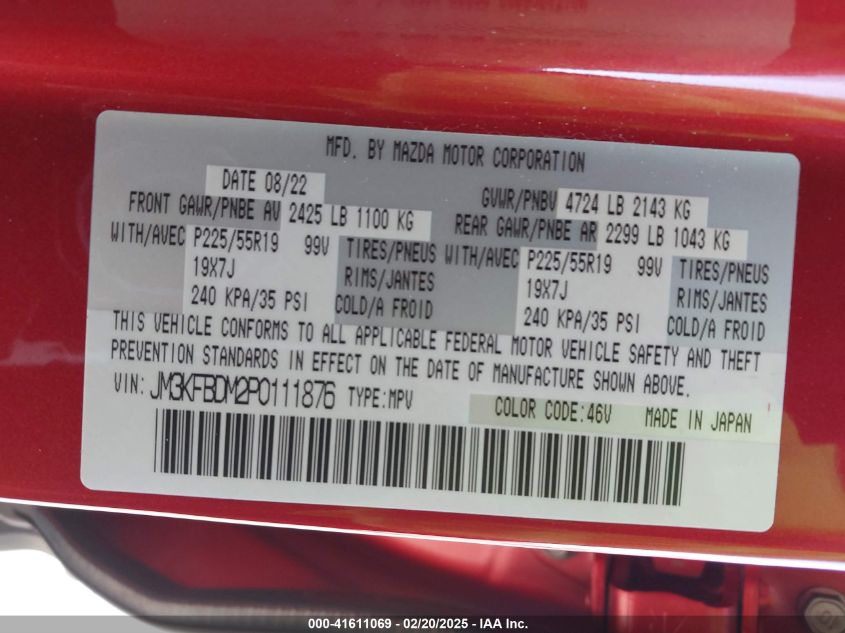 MFD. BY MAZDA MOTOR CORPORATION
DATE 08/22 GVWR/PNBV 4724 LB 2143 KG
FRONT GAWR/PNBE AV 2425 LB 1100 KG REAR GAWR/PNBE AR 2299 LB 1043 KG
WITH/AVEC P225/55R19 99V TIRES/PNEUS WITH/AVEC P225/55R19 99V TIRES/PNEUS
19X7J RIMS/JANTES 19X7J RIMS/JANTES
240 KPA/35 PSI COLD/A FROID 240 KPA/35 PSI COLD/A FROID
THIS VEHICLE CONFORMS TO ALL APPLICABLE FEDERAL MOTOR VEHICLE SAFETY AND THEFT
PREVENTION STANDARDS IN EFFECT ON THE DATE OF MANUFACTURE SHOWN ABOVE.
VIN: JM3KFBDM2P0111876 TYPE:MPV COLOR CODE:46V MADE IN JAPAN
000-41611069 - 02/20/2025 - IAA Inc.